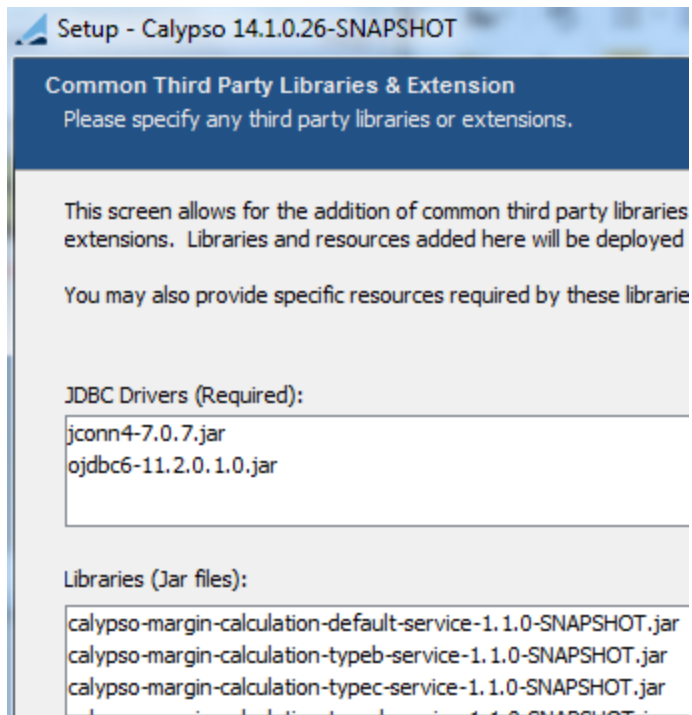 Setup - Calypso 14.1.0.26-SNAPSHOT
Common Third Party Libraries & Extension
Please specify any third party libraries or extensions.
This screen allows for the addition of common third party libraries
extensions. Libraries and resources added here will be deployed
You may also provide specific resources required by these librarie
JDBC Drivers (Required):
jconn4-7.0.7.jar
ojdbc6-11.2.0.1.0.jar
Libraries (Jar files):
calypso-margin-calculation-default-service-1.1.0-SNAPSHOT.jar
calypso-margin-calculation-typeb-service-1.1.0-SNAPSHOT.jar
calypso-margin-calculation-typec-service-1.1.0-SNAPSHOT.jar